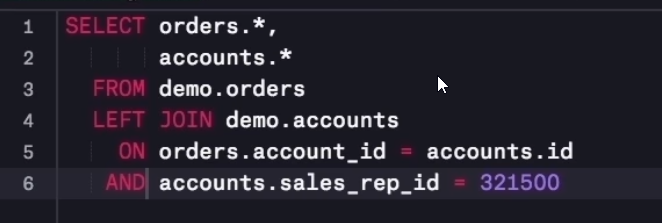 1 SELECT orders.*,
2 accounts.*
3 FROM demo.orders
4 LEFT JOIN demo.accounts
5 ON orders.account_id = accounts.id
6 AND accounts.sales_rep_id = 321500